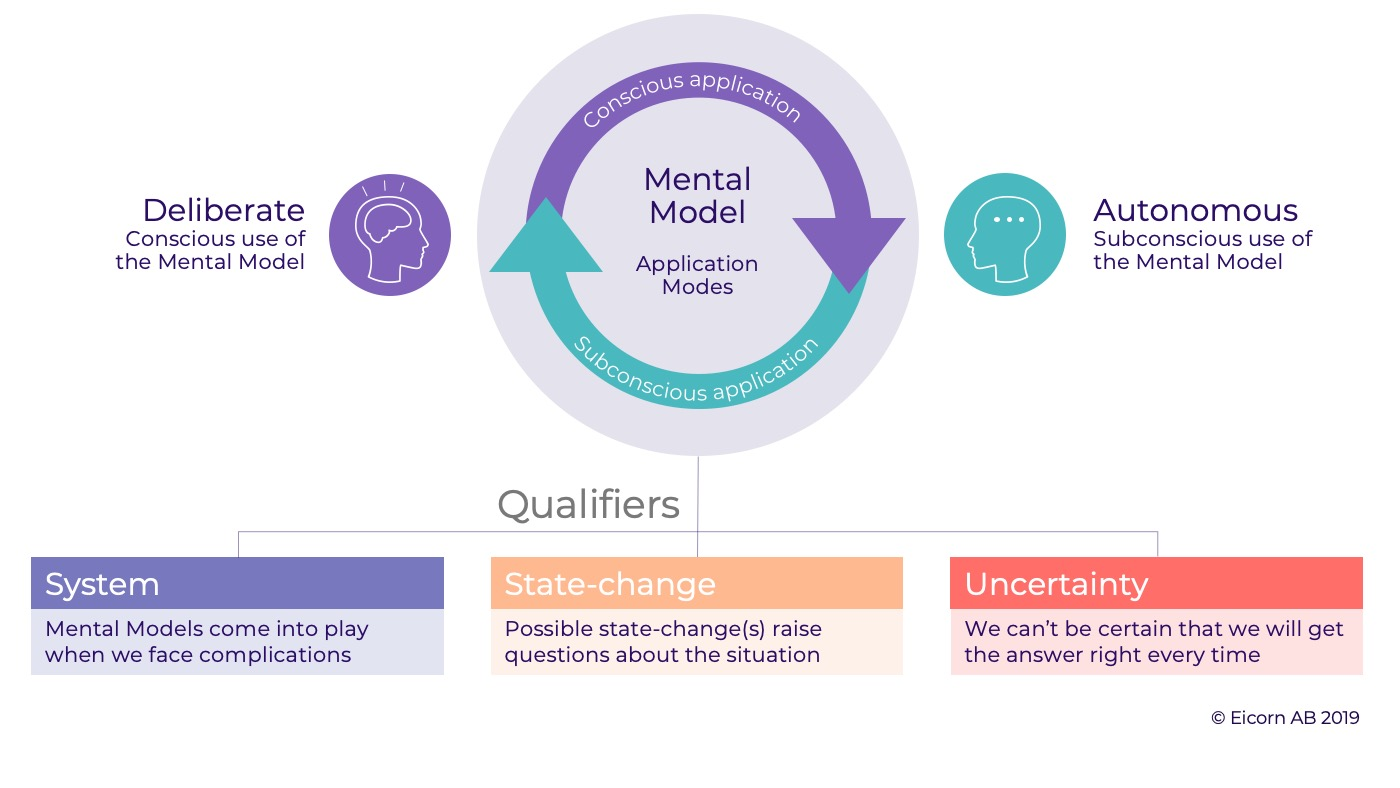 Conscious application
Mental
Model
Application
Modes
Subconscious application
Deliberate
Conscious use of
the Mental Model
Autonomous
Subconscious use of
the Mental Model
Qualifiers
System
Mental Models come into play
when we face complications
State-change
Possible state-change(s) raise
questions about the situation
Uncertainty
We can’t be certain that we will get
the answer right every time
© Eicorn AB 2019